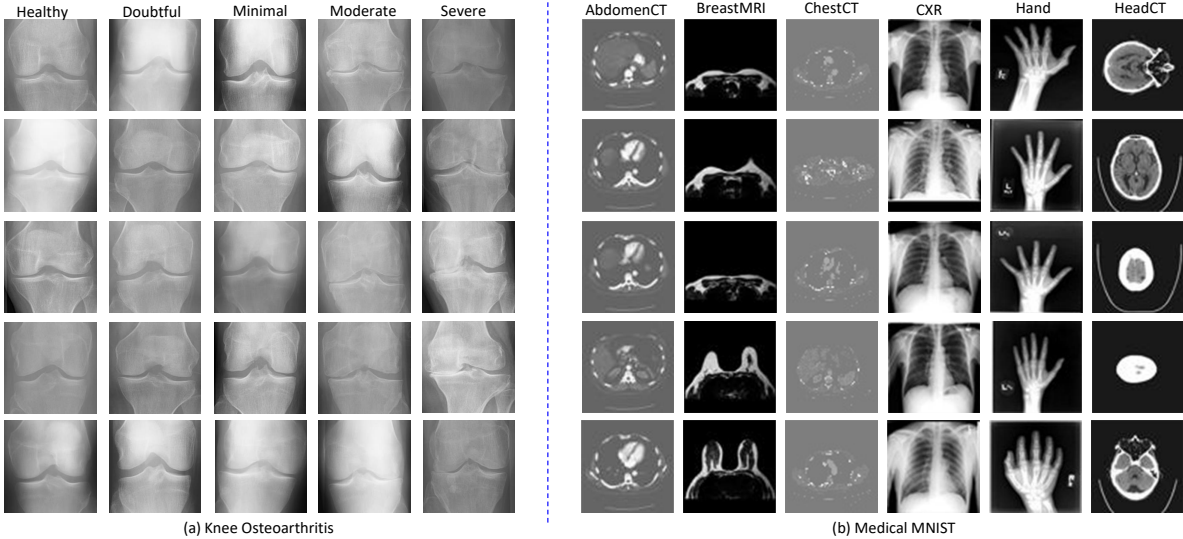 Healthy Doubtful Minimal Moderate Severe
AbdomenCT BreastMRI ChestCT CXR Hand HeadCT
(a) Knee Osteoarthritis
(b) Medical MNIST